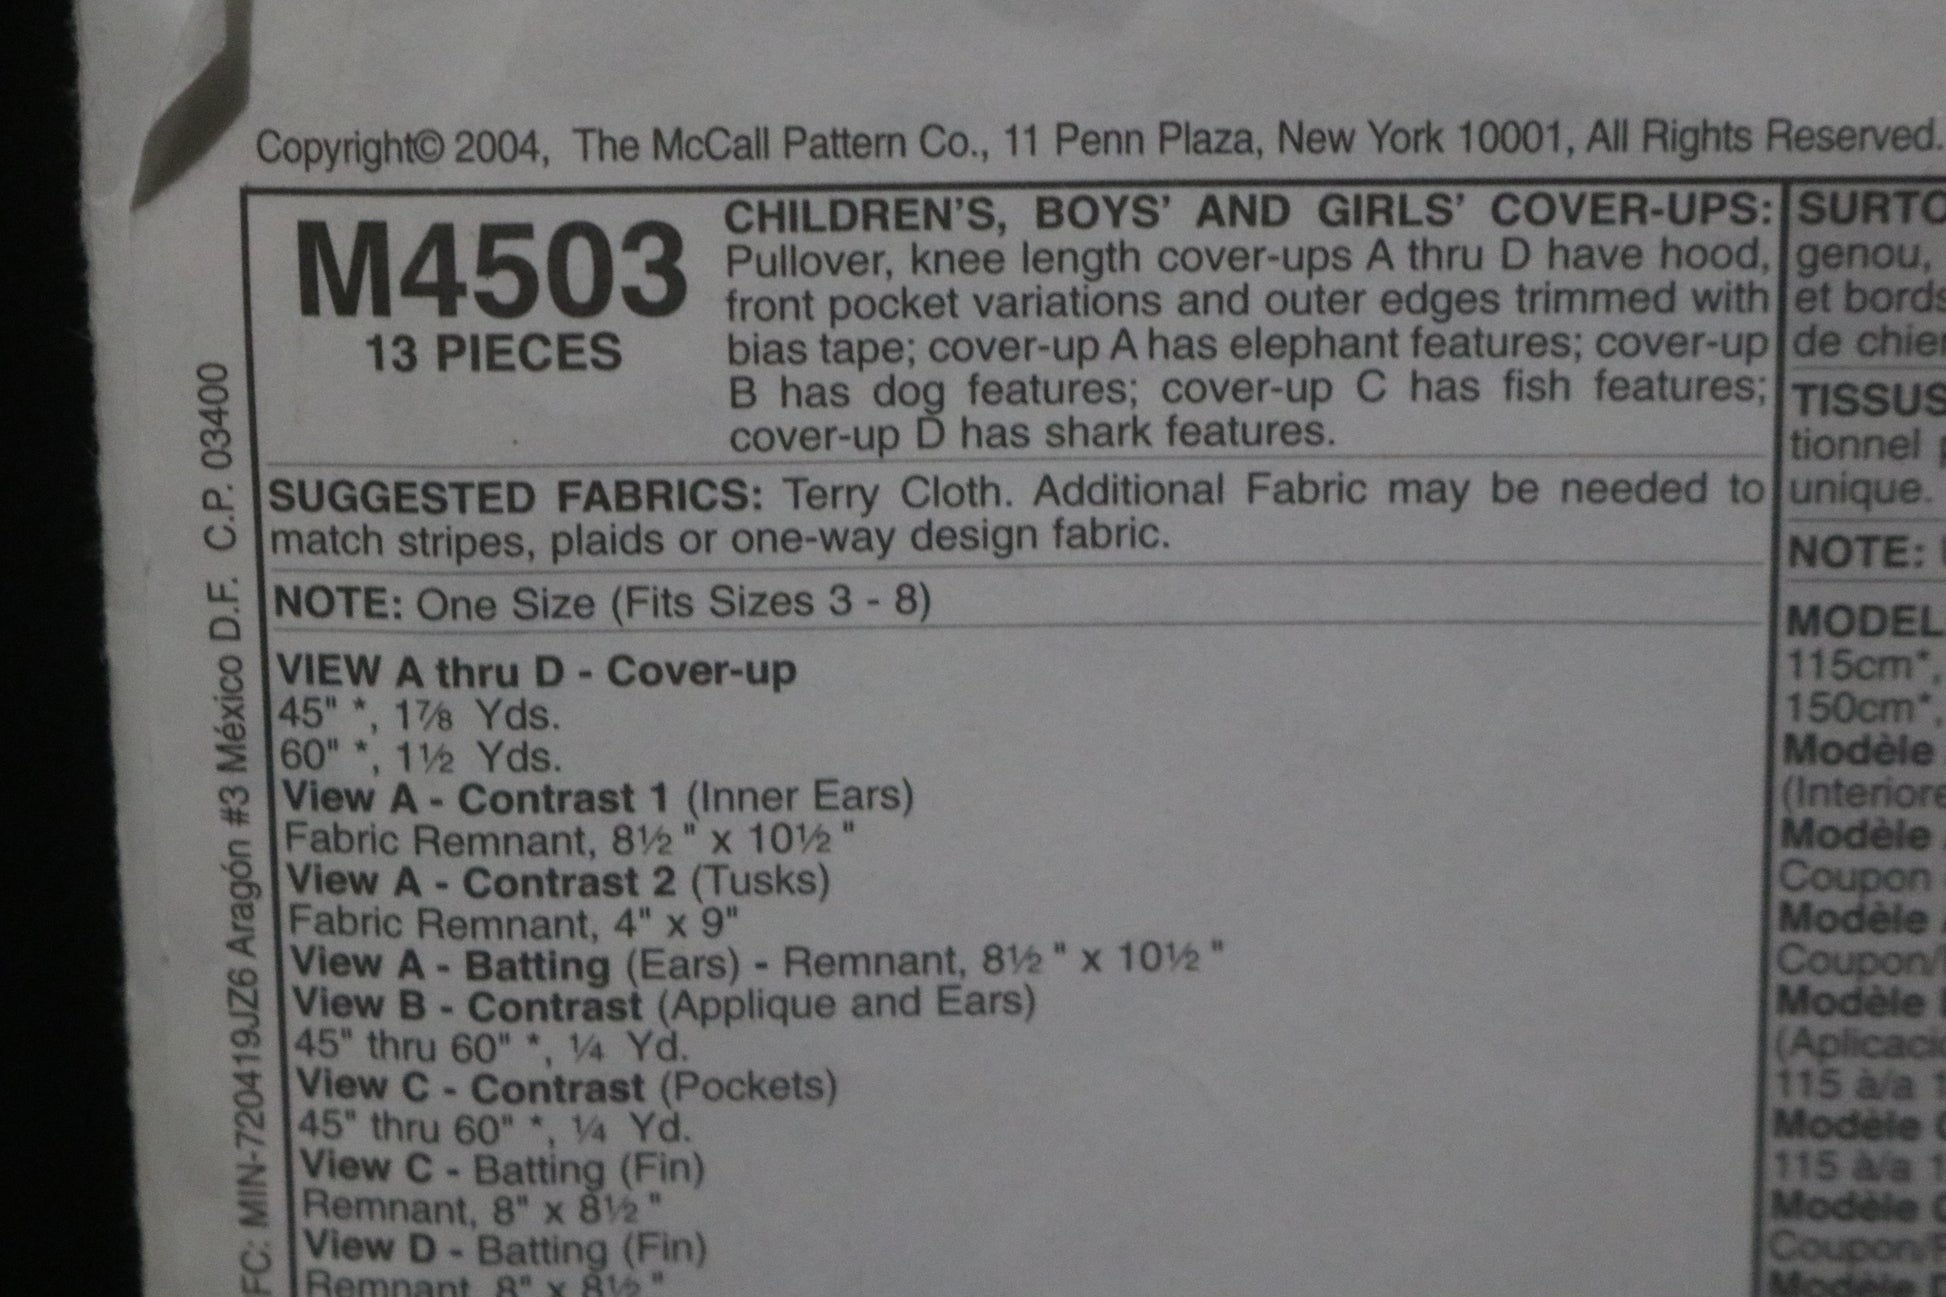 Copyright© 2004, The McCall Pattern Co., 11 Penn Plaza, New York 10001, All Rights Reserved.
M4503
13 PIECES
CHILDREN'S, BOYS' AND GIRLS' COVER-UPS:
Pullover, knee length cover-ups A thru D have hood,
front pocket variations and outer edges trimmed with
bias tape; cover-up A has elephant features; cover-up
B has dog features; cover-up C has fish features;
cover-up D has shark features.
SUGGESTED FABRICS: Terry Cloth. Additional Fabric may be needed to
match stripes, plaids or one-way design fabric.
NOTE: One Size (Fits Sizes 3 - 8)
VIEW A thru D - Cover-up
45" *, 1⅞ Yds.
60" *, 1½ Yds.
View A - Contrast 1 (Inner Ears)
Fabric Remnant, 8½ " x 10½ "
View A - Contrast 2 (Tusks)
Fabric Remnant, 4" x 9"
View A - Batting (Ears) - Remnant, 8½ " x 10½ "
View B - Contrast (Applique and Ears)
45" thru 60" *, ¼ Yd.
View C - Contrast (Pockets)
45" thru 60" *, ¼ Yd.
View C - Batting (Fin)
Remnant, 8" x 8½ "
View D - Batting (Fin)
Remnant, 8" x 8½ "
SURTO
genou,
et bords
de chien
TISSUS
tionnel
unique.
NOTE:
MODEL
115cm*,
150cm*,
Modèle
(Interiore
Modèle
Coupon
Modèle
Coupon/
Modèle
(Aplicaci
115 à/a 1
Modèle
115 à/a 1
Modèle
Coupon/
Modèle
FC: MIN-720419JZ6 Aragón #3 México D.F. C.P. 03400